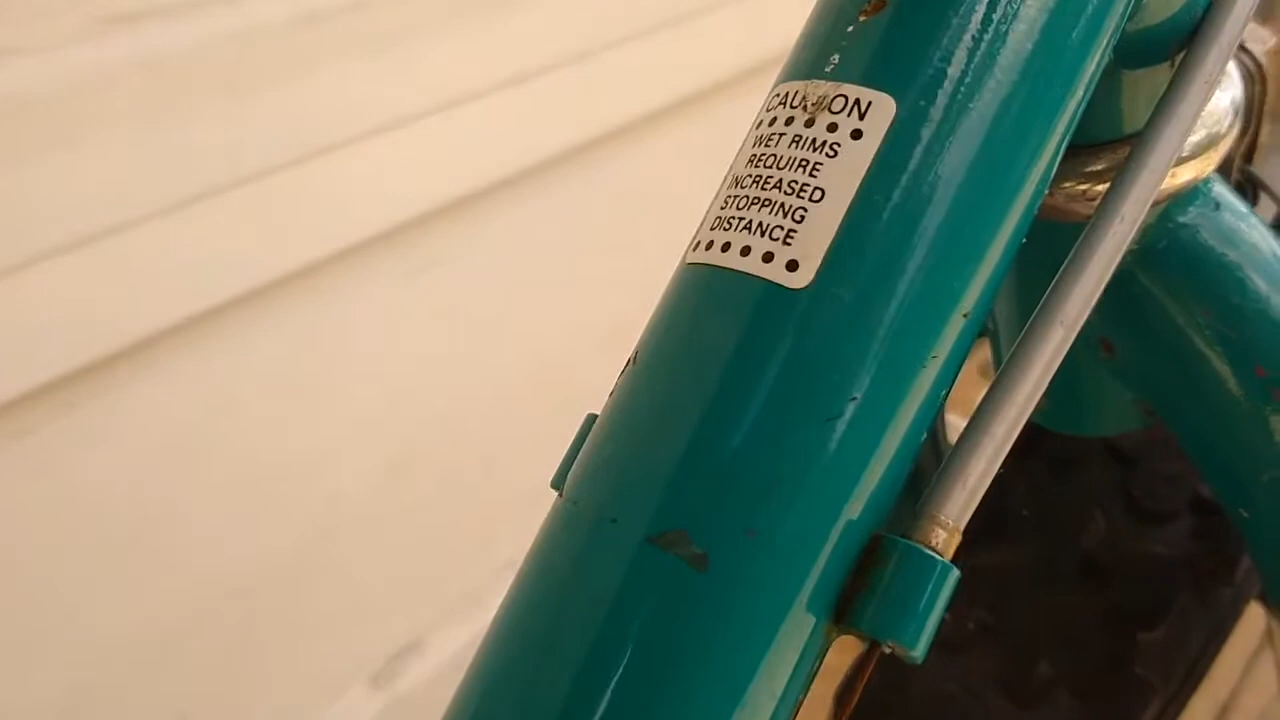 CAUTION
WET RIMS
REQUIRE
INCREASED
STOPPING
DISTANCE